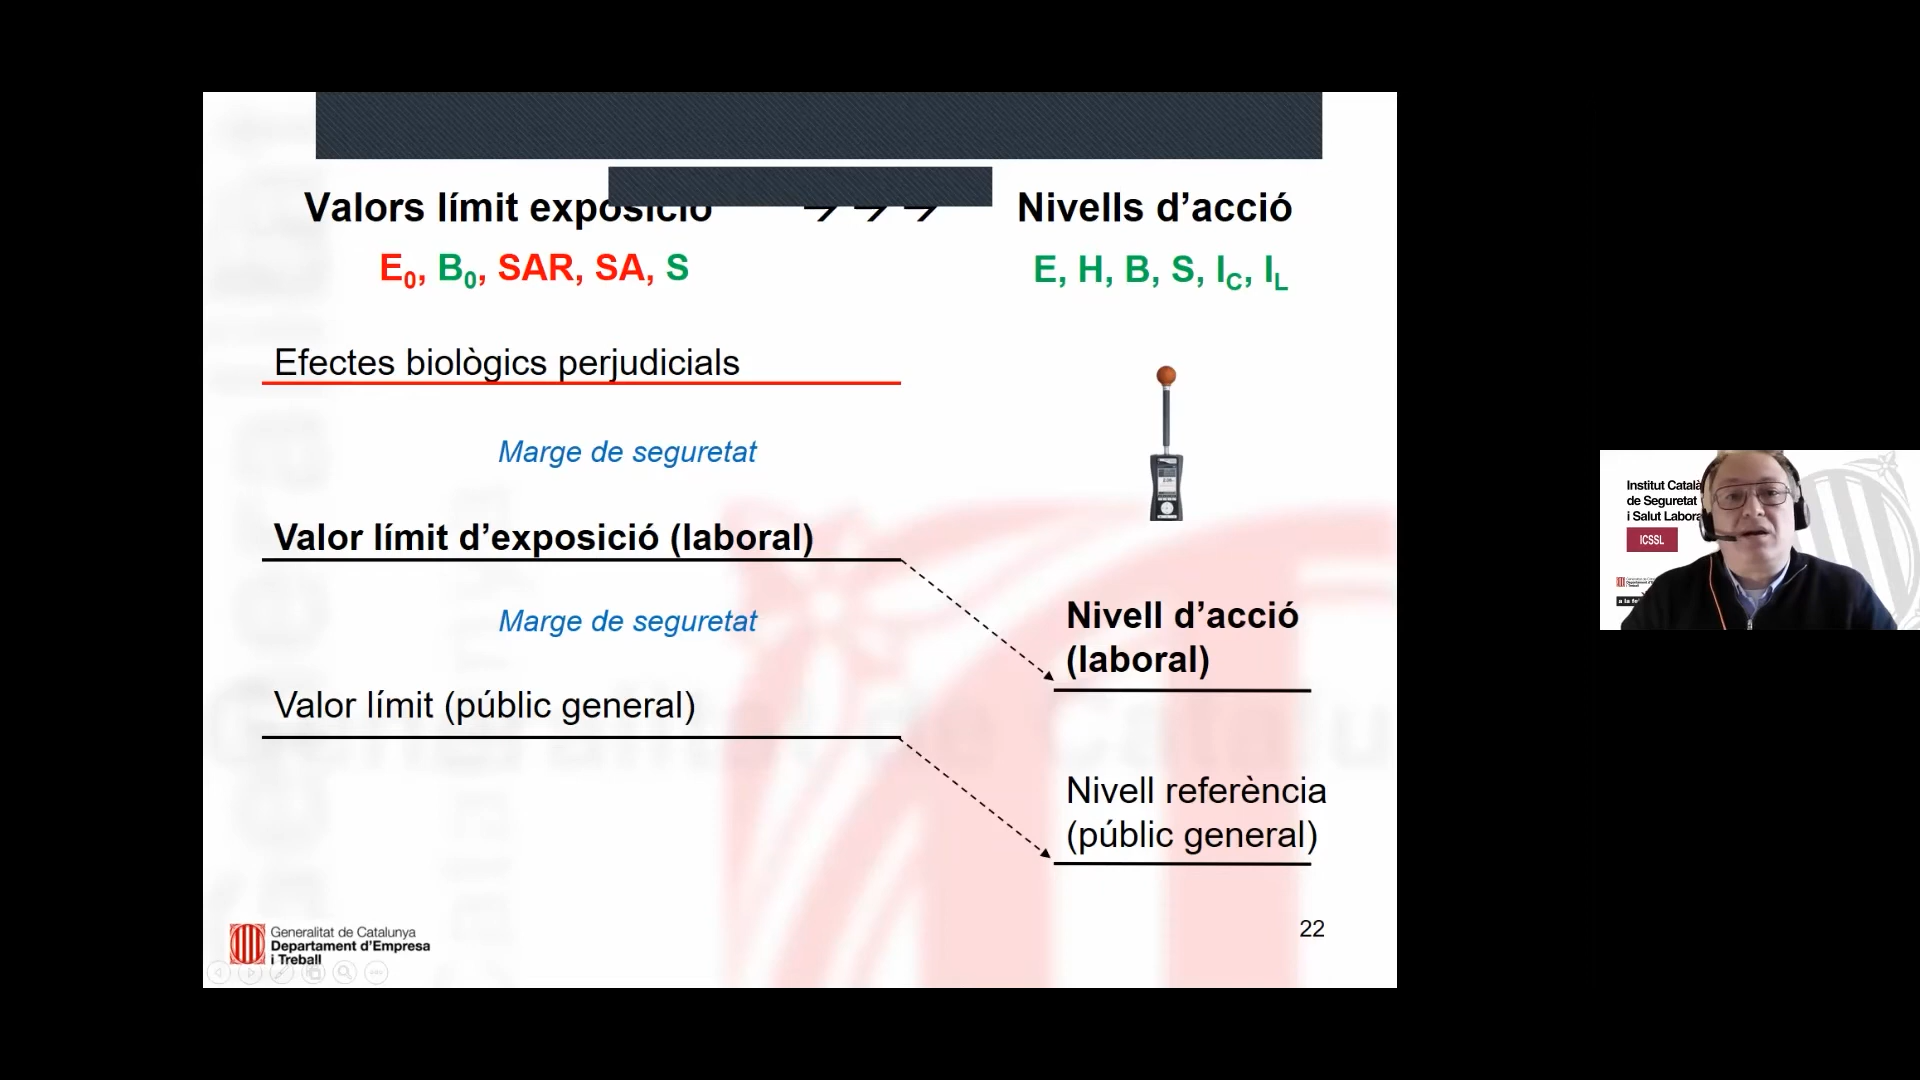 Valors límit exposició
Nivells d’acció
E0, B0, SAR, SA, S
E, H, B, S, IC, IL
Efectes biològics perjudicials
Marge de seguretat
Valor límit d’exposició (laboral)
Marge de seguretat
Nivell d’acció
(laboral)
Valor límit (públic general)
Nivell referència
(públic general)
Generalitat de Catalunya
Departament d’Empresa
i Treball
22
Institut Català
de Seguretat
i Salut Labora
ICSSL